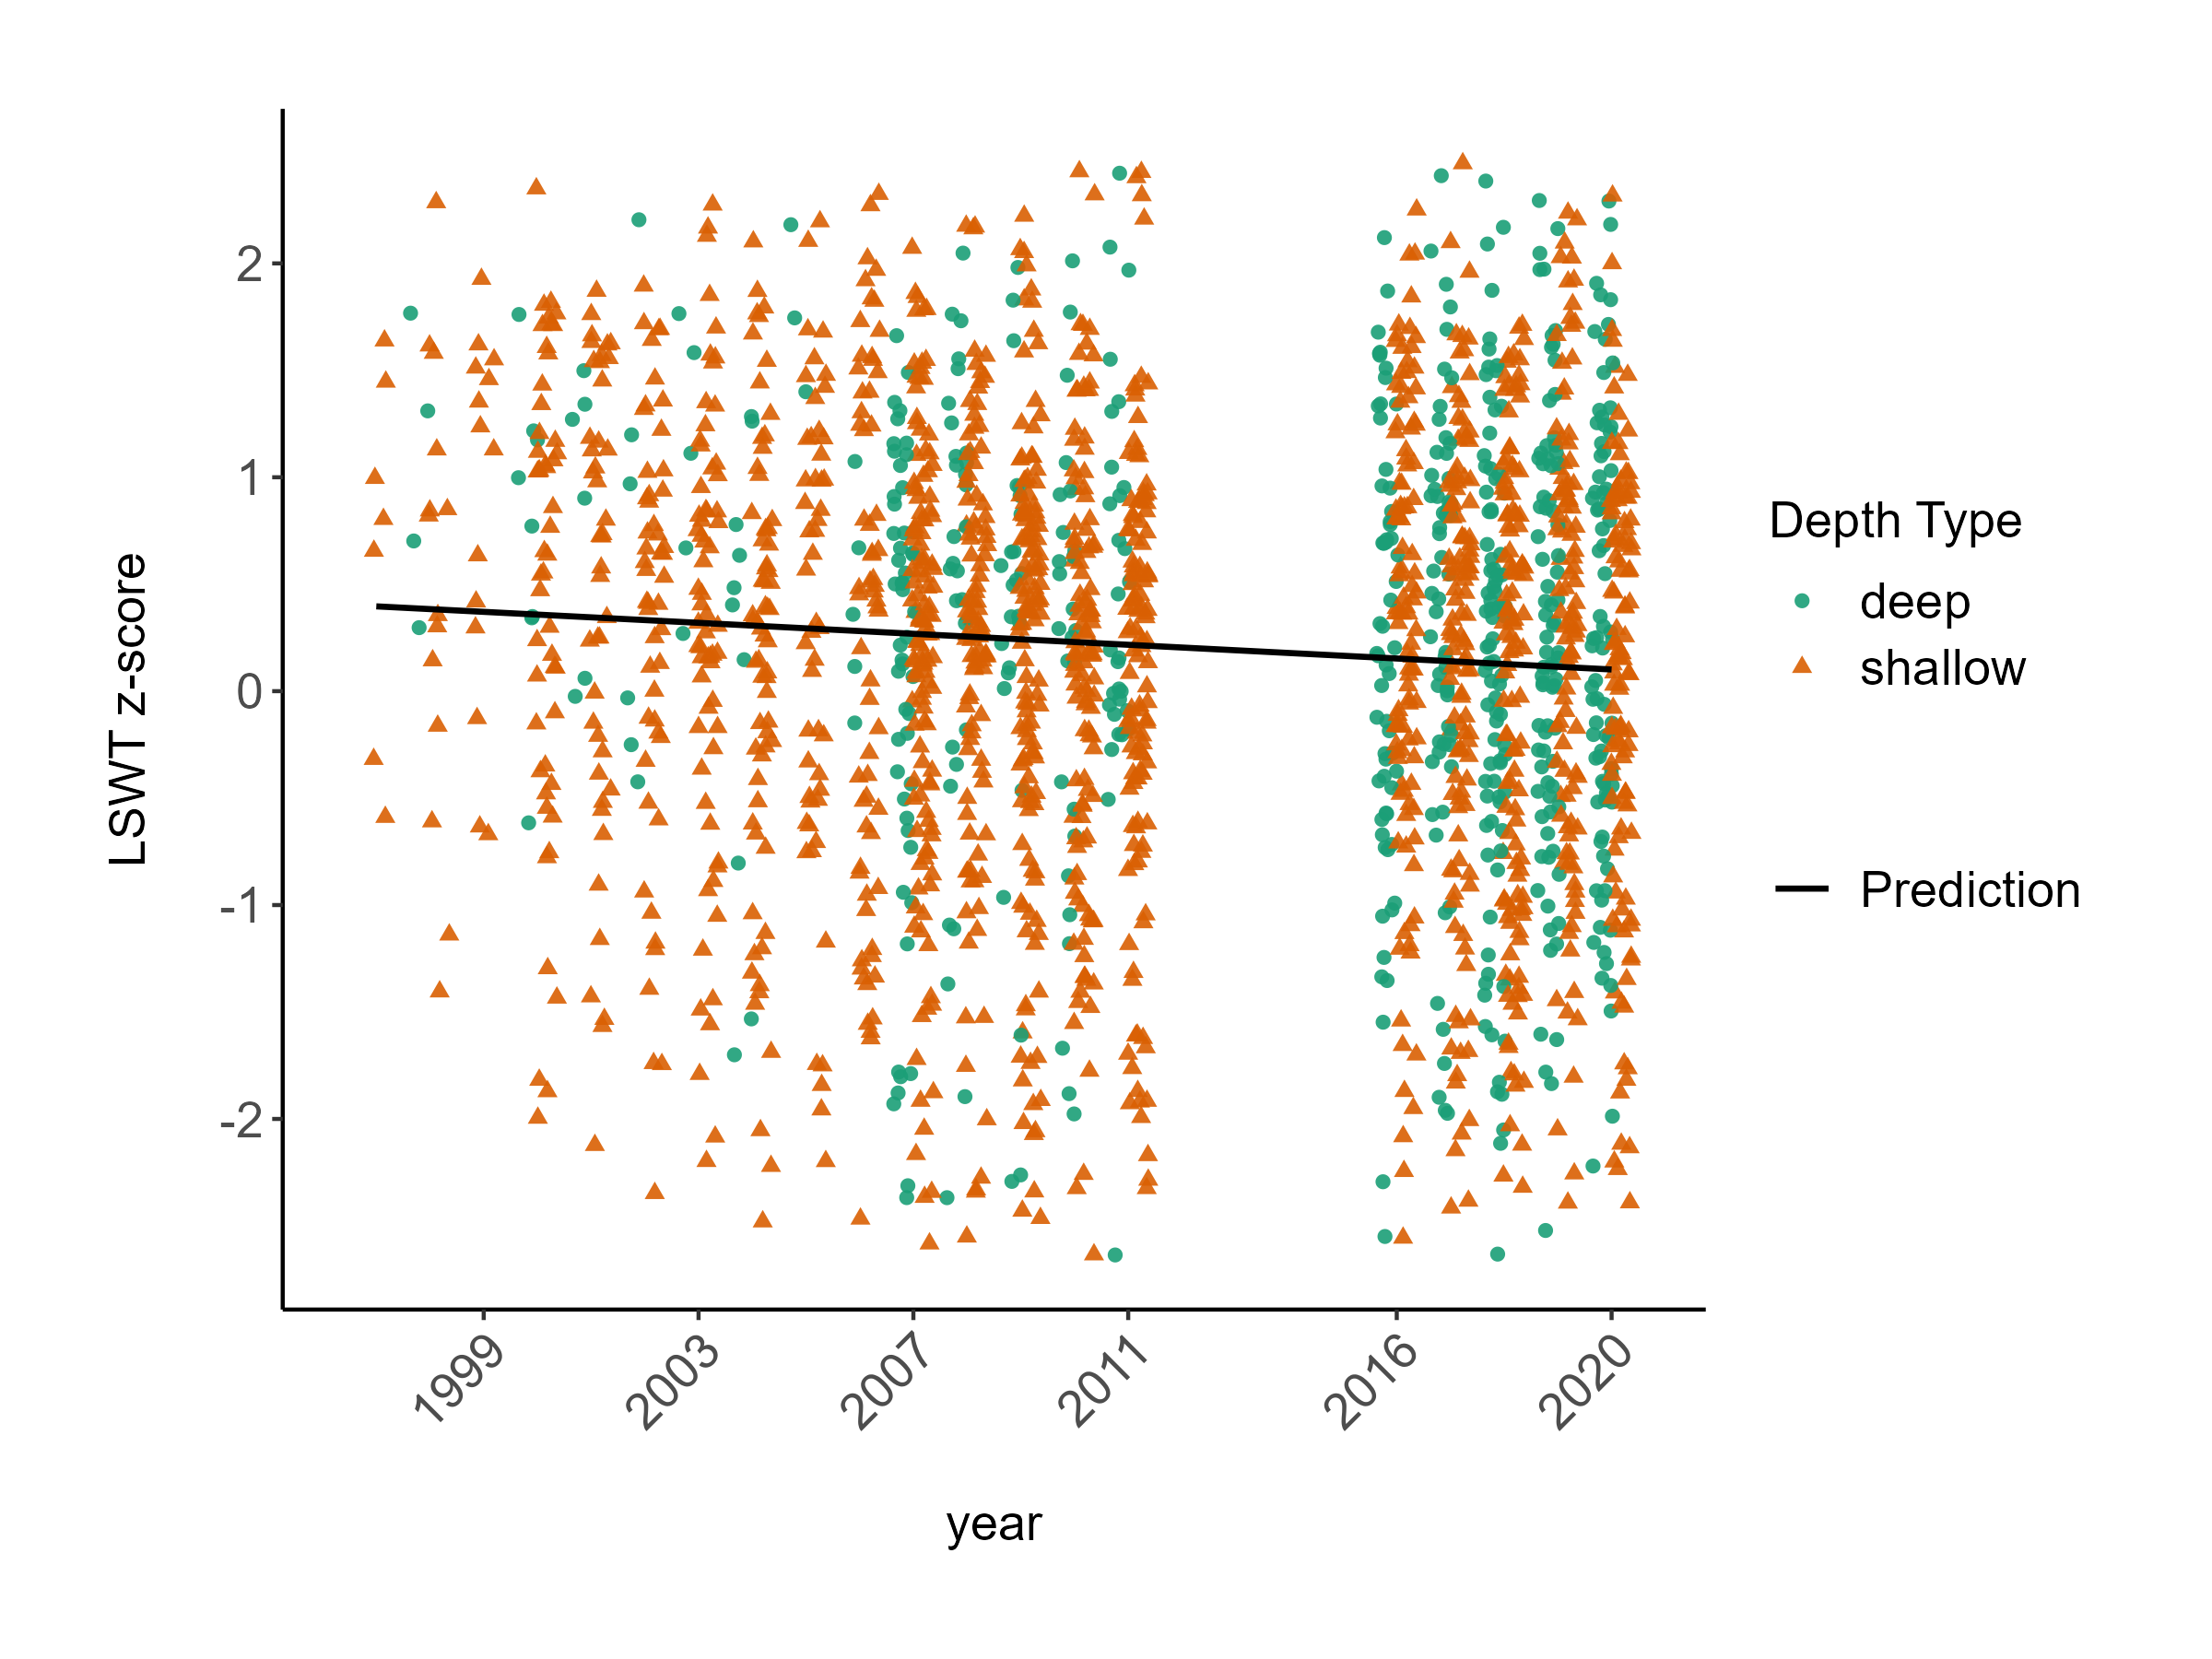 LSWT z-score
2
1
0
-1
-2
1999
2003
2007
2011
2016
2020
year
Depth Type
deep
shallow
Prediction